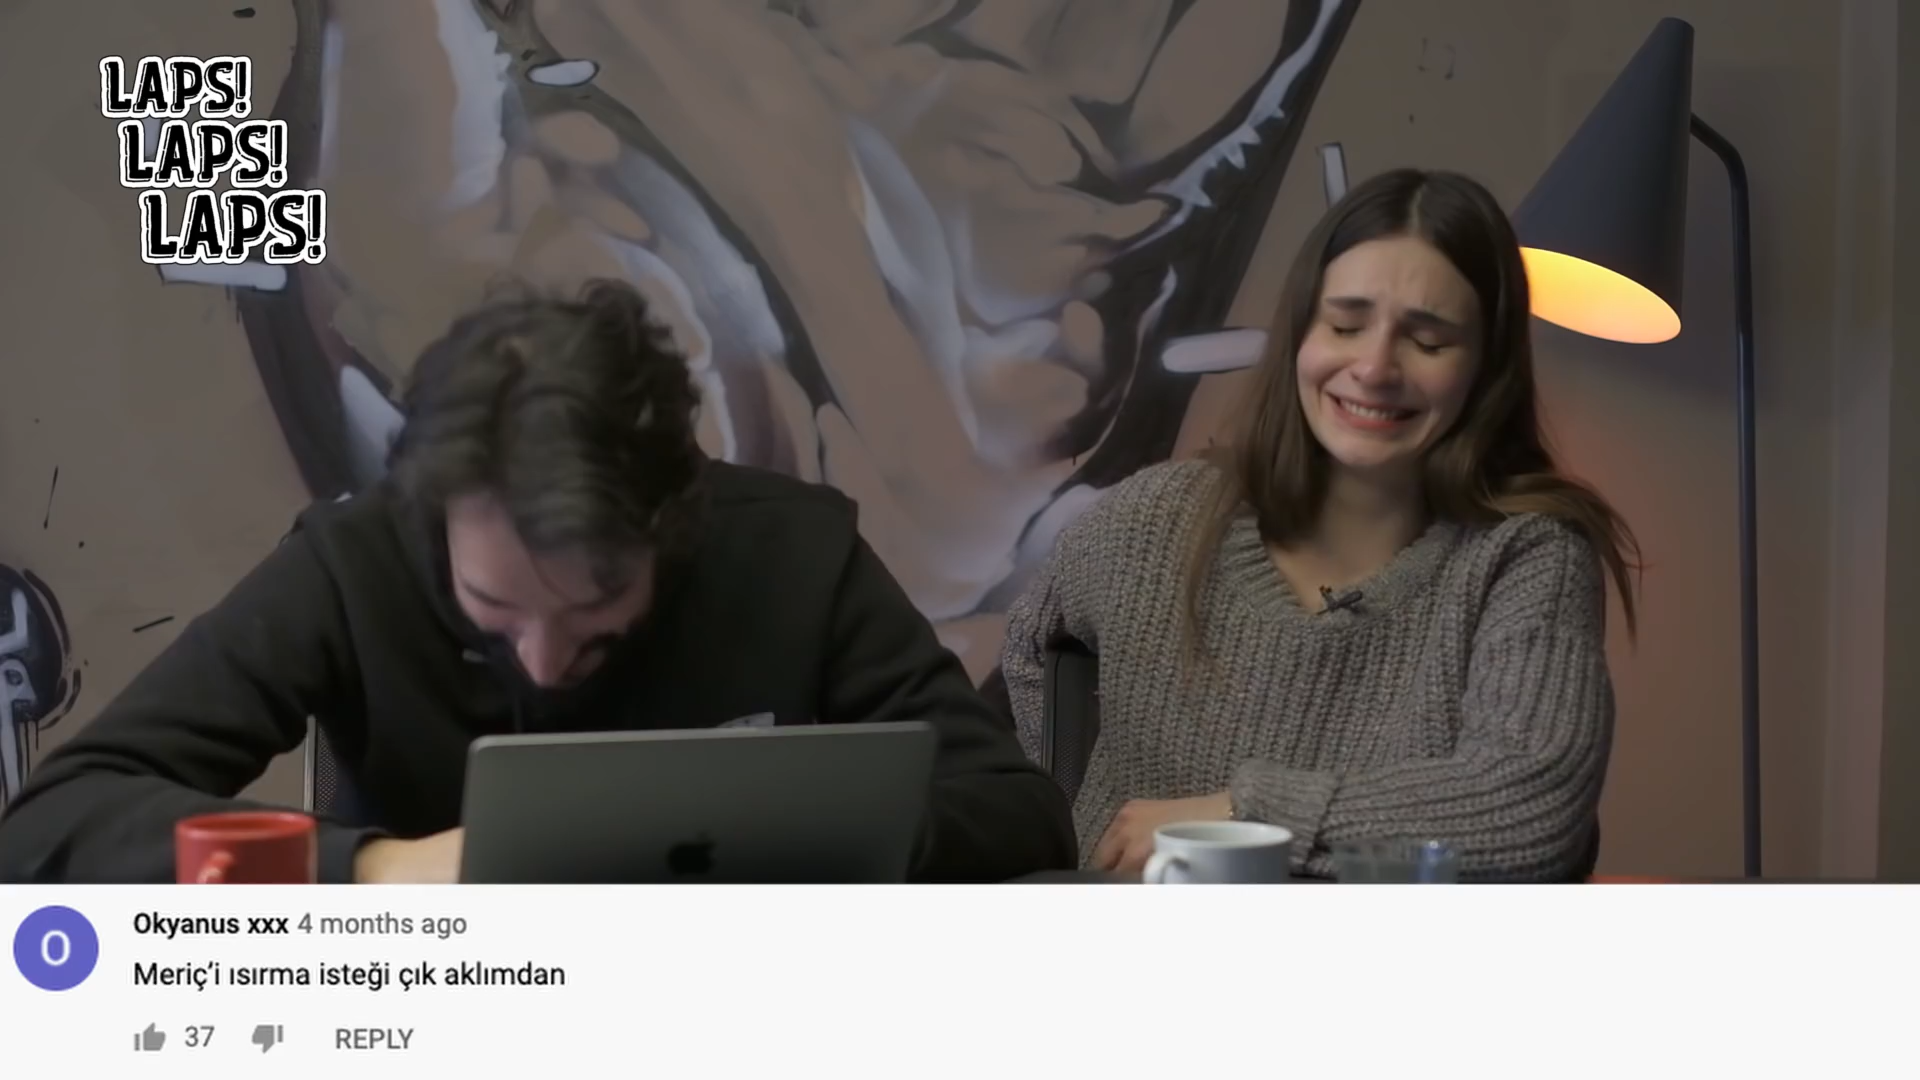 LAPS!
LAPS!
LAPS!
Okyanus xxx 4 months ago
Meriç'i ısırma isteği çık aklımdan
37 REPLY
O